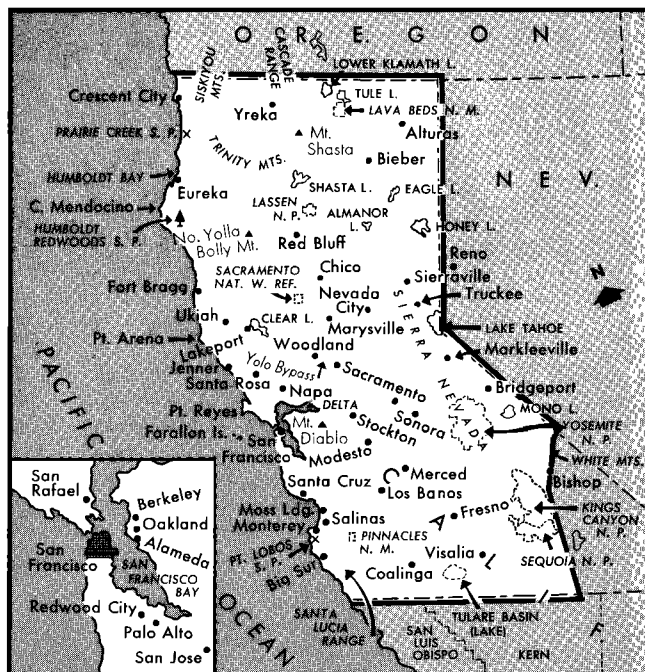 OREGON
SISKIYOU
MTS.
CASCADE
RANGE
LOWER KLAMATH L.
Crescent City
TULE L.
LAVA BEDS N. M.
Yreka
PRAIRIE CREEK S. P.
Mt.
Shasta
Alturas
TRINITY MTS.
Bieber
HUMBOLDT BAY
NEV.
SHASTA L.
EAGLE L.
Eureka
LASSEN
N. P.
ALMANOR
L.
C. Mendocino
HUMBOLDT
REDWOODS S. P.
No. Yolla
Bolly Mt.
Red Bluff
HONEY L.
Reno
SACRAMENTO
NAT. W. REF.
Chico
Sierraville
N
Fort Bragg
Nevada
City
Truckee
Ukiah
CLEAR L.
Marysville
SIERRA NEVADA
LAKE TAHOE
Pt. Arena
Lakeport
Woodland
Markleeville
Jenner
Santa Rosa
Yolo Bypass
Sacramento
Bridgeport
Napa
PACIFIC
OCEAN
Pt. Reyes
DELTA
Sonora
MONO L.
Farallon Is.
Mt.
Diablo
Stockton
YOSEMITE
N. P.
San
Francisco
Modesto
WHITE MTS.
Bishop
Santa Cruz
Merced
Los Banos
Moss Ldg.
Monterey
Salinas
CAL
Fresno
KINGS
CANYON
N. P.
PT. LOBOS
S. P.
PINNACLES
N. M.
Big Sur
Visalia
SEQUOIA N. P.
Coalinga
SANTA
LUCIA
RANGE
TULARE BASIN
(LAKE)
SAN
LUIS
OBISPO
KERN
F
San
Rafael
Berkeley
Oakland
Alameda
San
Francisco
SAN
FRANCISCO
BAY
Redwood City
Palo Alto
San Jose